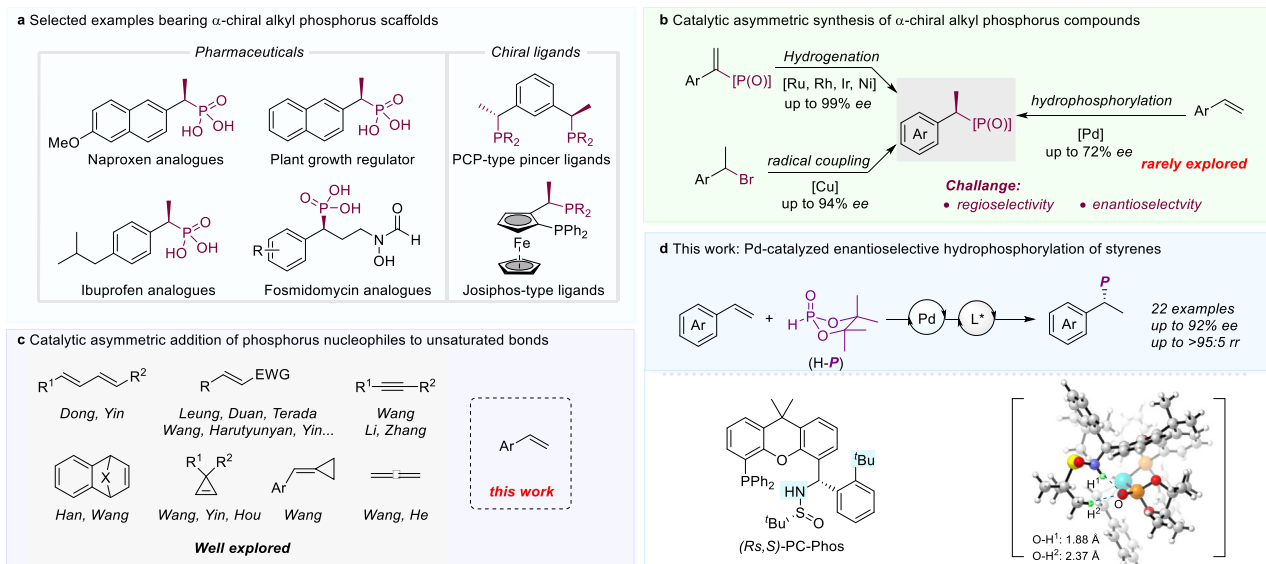 a Selected examples bearing α-chiral alkyl phosphorus scaffolds
Pharmaceuticals
Chiral ligands
MeO
P
O
HO OH
Naproxen analogues
P
O
HO OH
Plant growth regulator
PR2
PR2
PCP-type pincer ligands
P
O
HO OH
Ibuprofen analogues
O
P
OH
OH
R
N
OH
O
H
Fosmidomycin analogues
PR2
PPh2
Fe
Josiphos-type ligands
b Catalytic asymmetric synthesis of α-chiral alkyl phosphorus compounds
Ar
[P(O)]
Hydrogenation
[Ru, Rh, Ir, Ni]
up to 99% ee
Ar
Br
radical coupling
[Cu]
up to 94% ee
Ar
[P(O)]
hydrophosphorylation
[Pd]
up to 72% ee
Ar
rarely explored
Challange:
• regioselectivity
• enantioselectvity
c Catalytic asymmetric addition of phosphorus nucleophiles to unsaturated bonds
R1
R2
Dong, Yin
R
EWG
Leung, Duan, Terada
Wang, Harutyunyan, Yin...
R1
R2
Wang
Li, Zhang
X
Han, Wang
R1 R2
Wang, Yin, Hou
Ar
Wang
Wang, He
Well explored
Ar
this work
d This work: Pd-catalyzed enantioselective hydrophosphorylation of styrenes
Ar
+
O
H
P
O
O
(H-P)
Pd
L*
P
Ar
22 examples
up to 92% ee
up to >95:5 rr
O
PPh2
tBu
HN
tBu
S
O
(Rs,S)-PC-Phos
H1
H2
O
O-H1: 1.88 Å
O-H2: 2.37 Å